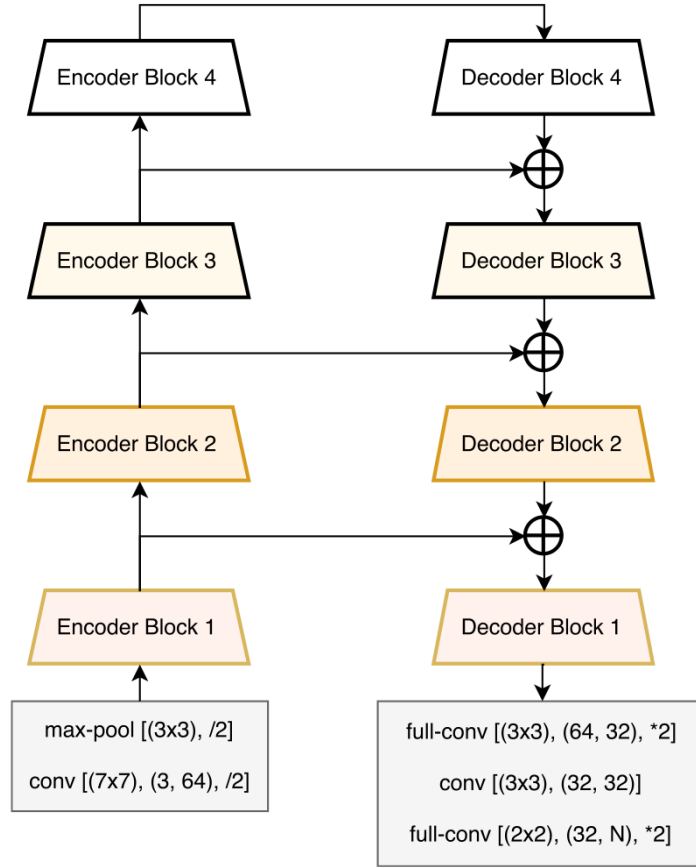 Encoder Block 4
Decoder Block 4
Encoder Block 3
Decoder Block 3
Encoder Block 2
Decoder Block 2
Encoder Block 1
Decoder Block 1
max-pool [(3x3), /2]
conv [(7x7), (3, 64), /2]
full-conv [(3x3), (64, 32), *2]
conv [(3x3), (32, 32)]
full-conv [(2x2), (32, N), *2]